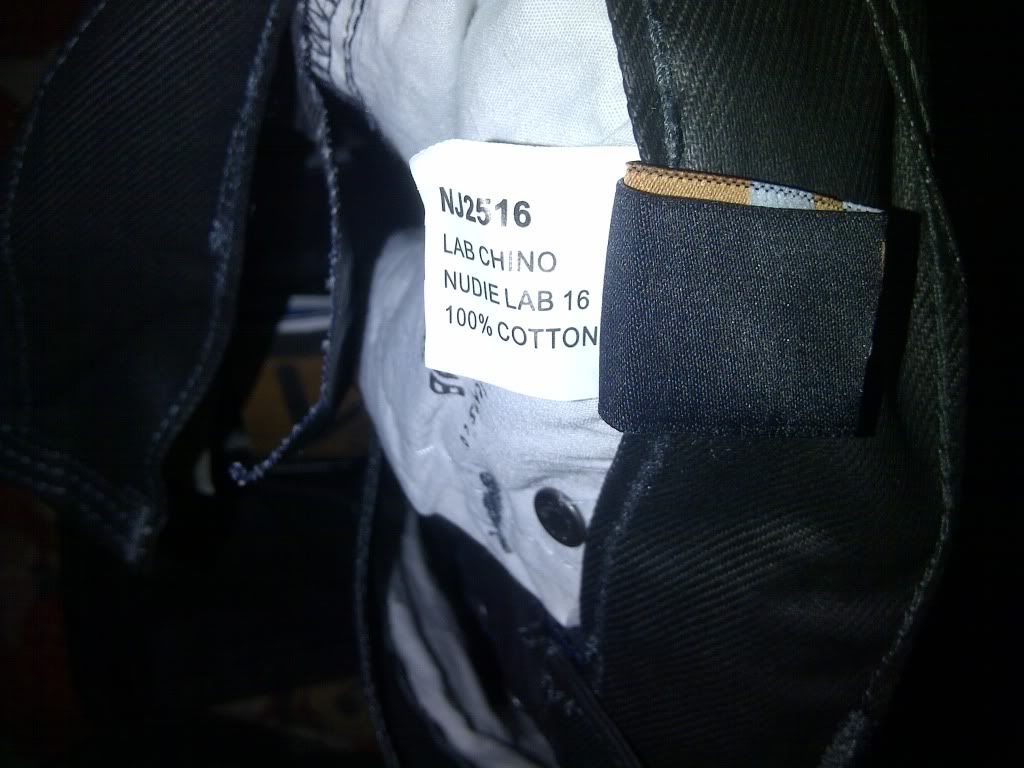 NJ2516
LAB CHINO
NUDIE LAB 16
100% COTTON